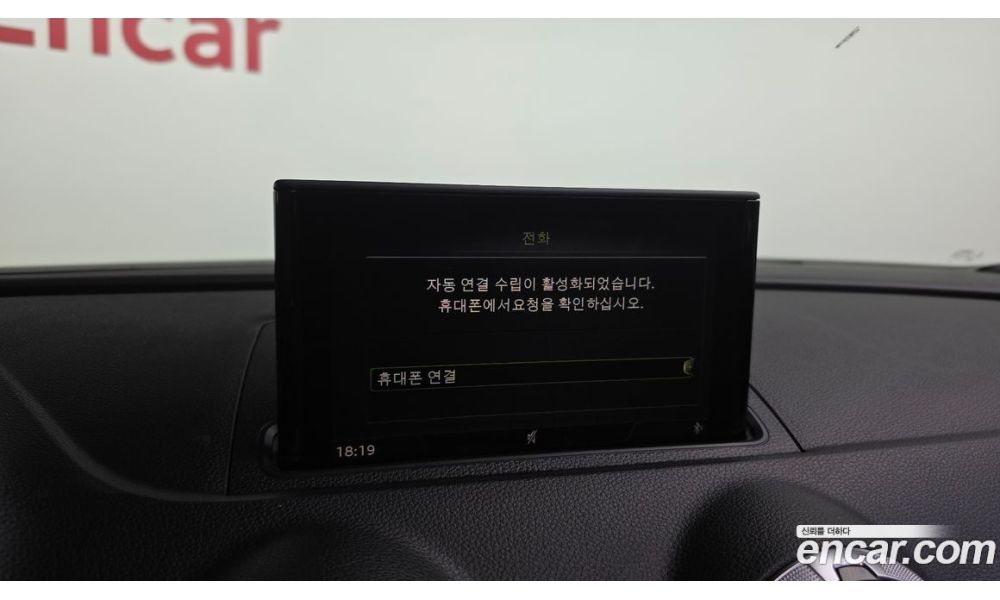 Encar
전화
자동 연결 수립이 활성화되었습니다.
휴대폰에서요청을 확인하십시오.
휴대폰 연결
18:19
신뢰를 더하다
encar.com